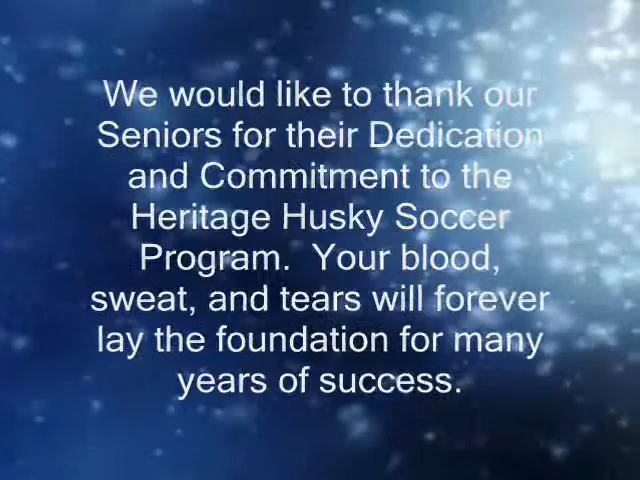 We would like to thank our
Seniors for their Dedication
and Commitment to the
Heritage Husky Soccer
Program.  Your blood,
sweat, and tears will forever
lay the foundation for many
years of success.